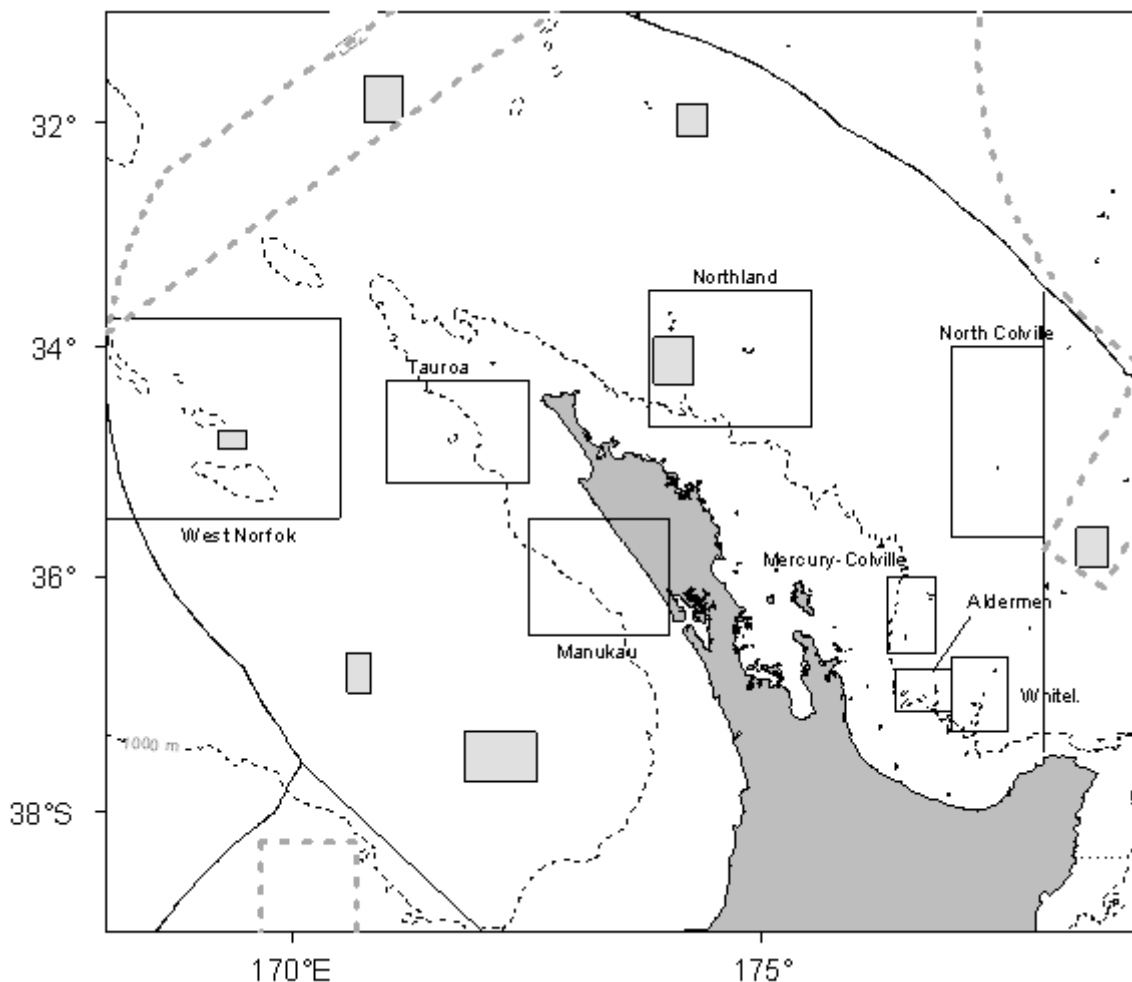 32°
Northland
North Colville
34°
Tauroa
West Norfok
Mercury-Colville
36°
Aldermen
Manukau
Whitel.
1000 m
38°S
170°E
175°